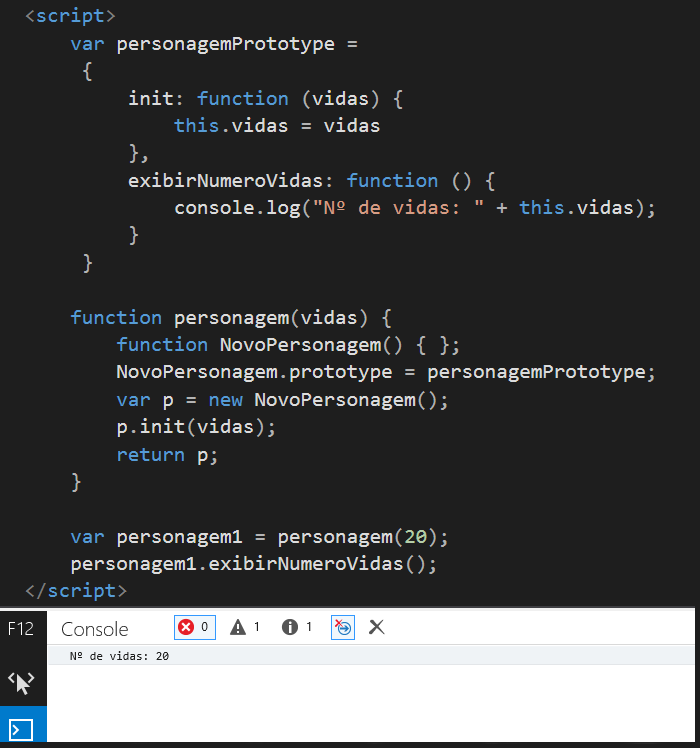 <script>
var personagemPrototype =
{
init: function (vidas) {
this.vidas = vidas
},
exibirNumeroVidas: function () {
console.log("Nº de vidas: " + this.vidas);
}
}
function personagem(vidas) {
function NovoPersonagem() { };
NovoPersonagem.prototype = personagemPrototype;
var p = new NovoPersonagem();
p.init(vidas);
return p;
}
var personagem1 = personagem(20);
personagem1.exibirNumeroVidas();
</script>
F12 Console 0 1 1
Nº de vidas: 20